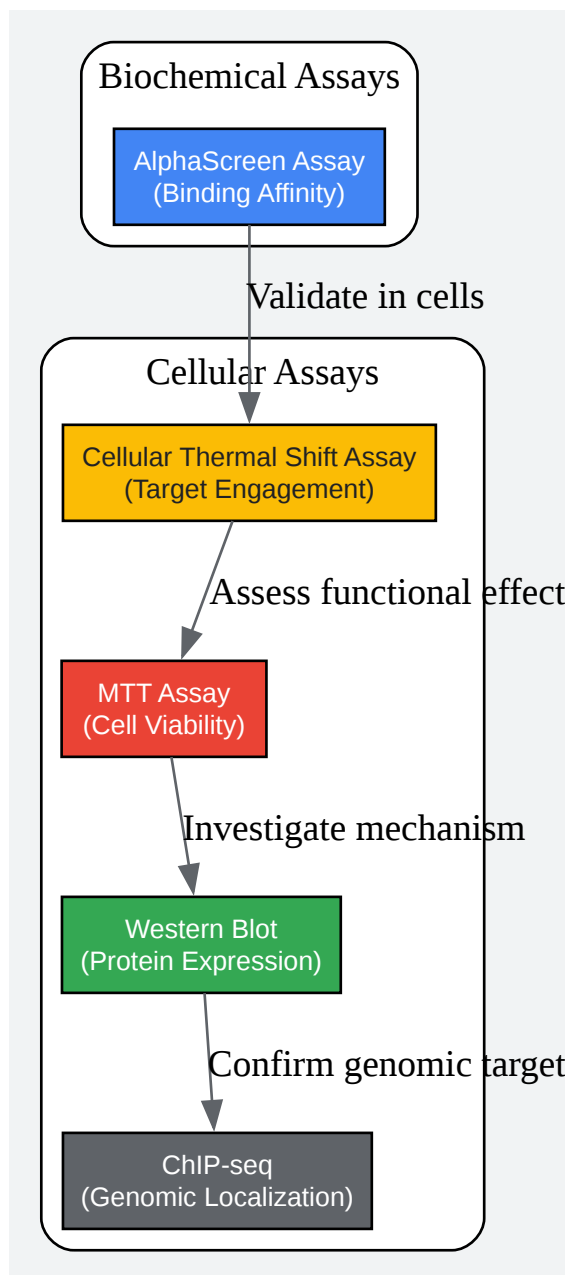 Biochemical Assays
AlphaScreen Assay
(Binding Affinity)
Validate in cells
Cellular Assays
Cellular Thermal Shift Assay
(Target Engagement)
Assess functional effect
MTT Assay
(Cell Viability)
Investigate mechanism
Western Blot
(Protein Expression)
Confirm genomic target
ChIP-seq
(Genomic Localization)